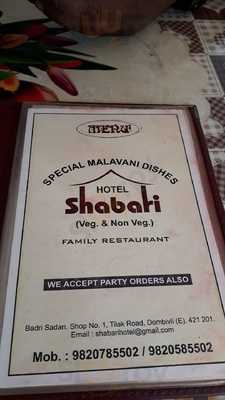 MENU
SPECIAL MALAVANI DISHES
HOTEL
Shabari
(Veg. & Non Veg.)
FAMILY RESTAURANT
WE ACCEPT PARTY ORDERS ALSO
Badri Sadan, Shop No. 1, Tilak Road, Dombivli (E). 421 201.
Email : shabarihotel@gmail.com
Mob. : 9820785502 / 9820585502